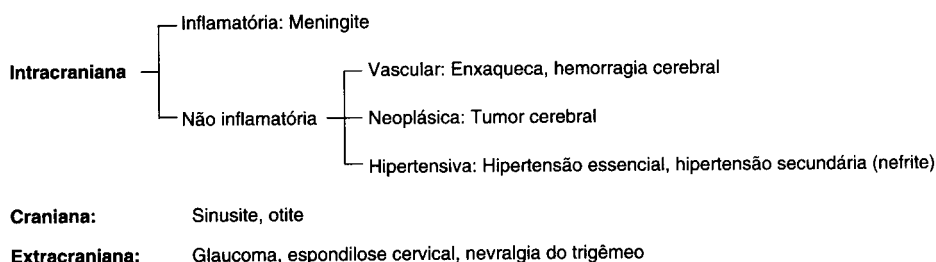 Inflamatória: Meningite
Intracraniana
Vascular: Enxaqueca, hemorragia cerebral
Não inflamatória
Neoplásica: Tumor cerebral
Hipertensiva: Hipertensão essencial, hipertensão secundária (nefrite)
Craniana: Sinusite, otite
Extracraniana: Glaucoma, espondilose cervical, nevralgia do trigêmeo